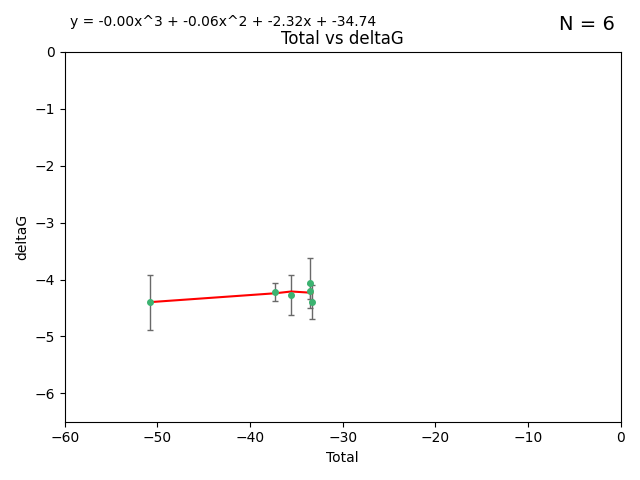 y = -0.00x^3 + -0.06x^2 + -2.32x + -34.74
N = 6
Total vs deltaG
0
−1
−2
−3
−4
−5
−6
deltaG
−60
−50
−40
−30
−20
−10
0
Total